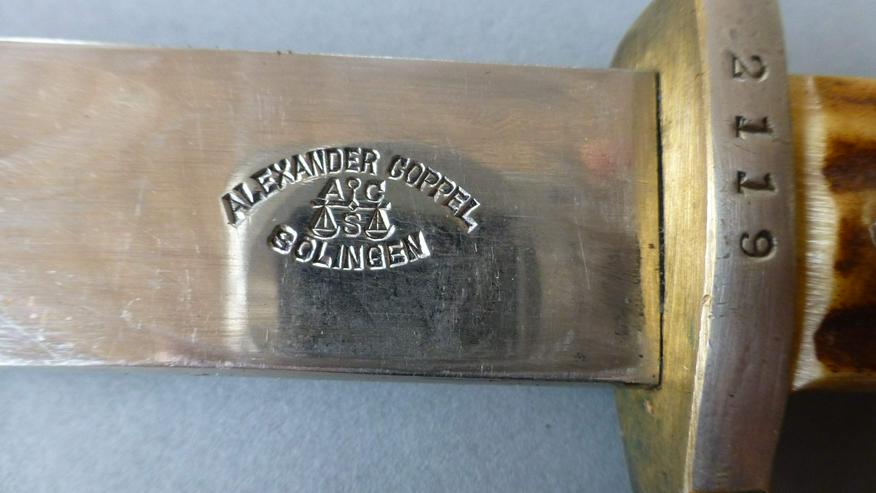 ALEXANDER COPPEL
A C
S
SOLINGEN
2119